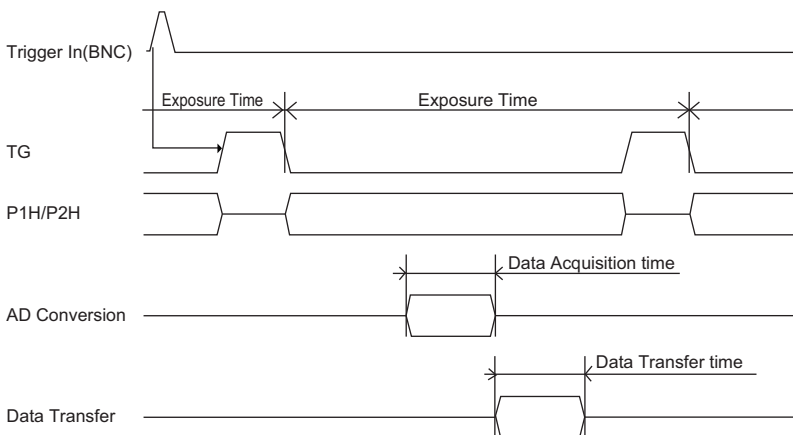 Trigger In(BNC)
Exposure Time
Exposure Time
TG
P1H/P2H
Data Acquisition time
AD Conversion
Data Transfer time
Data Transfer